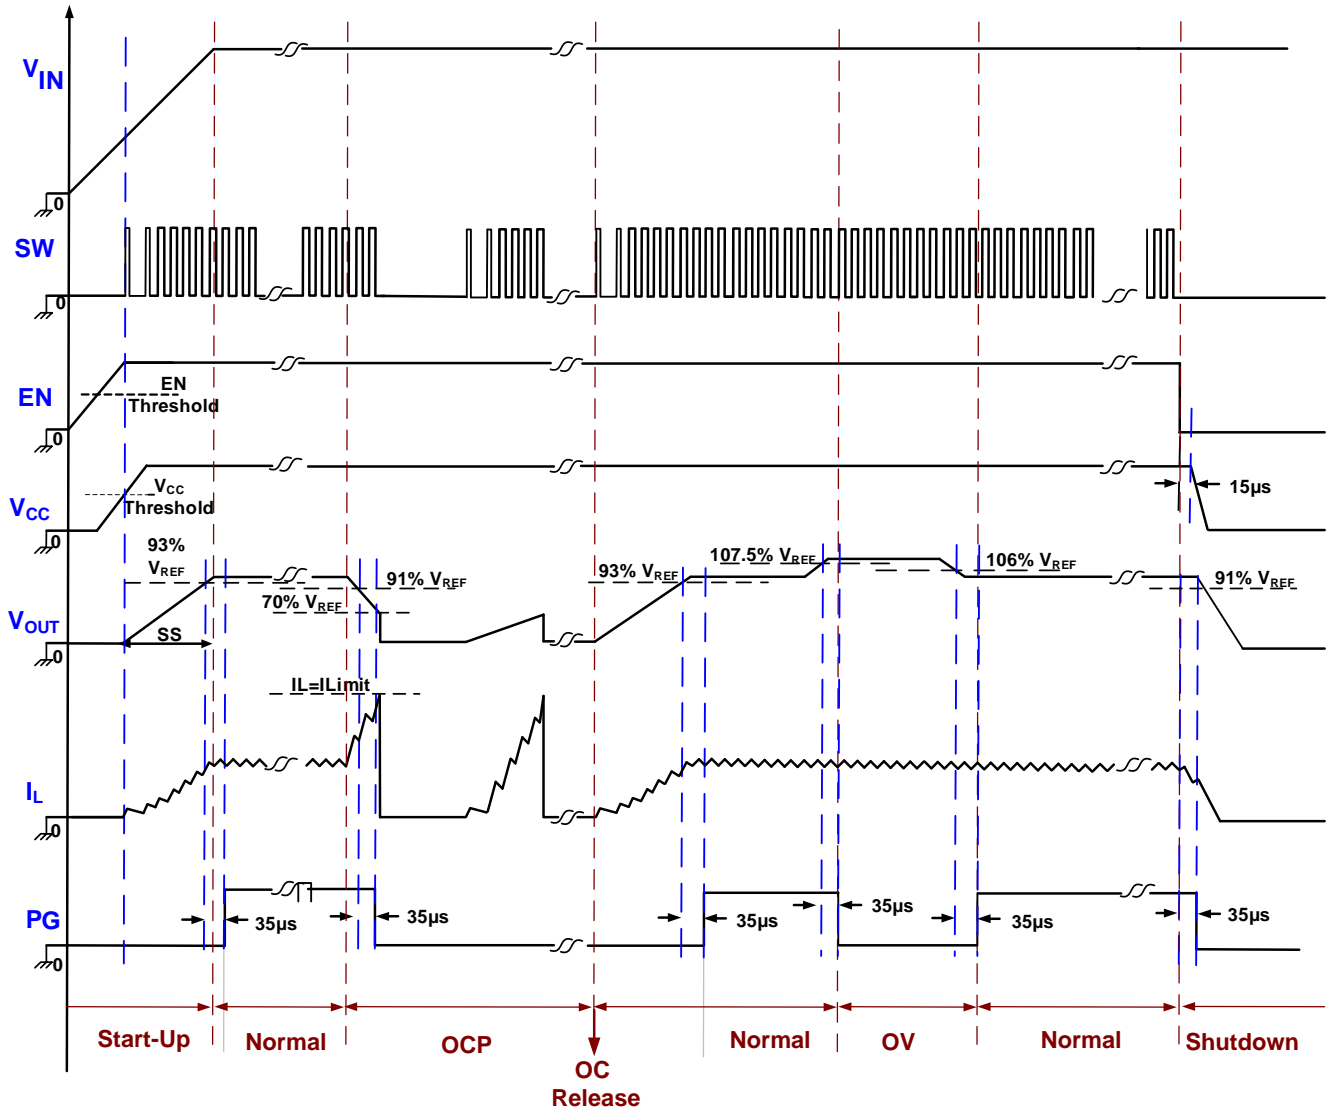 VIN
0
SW
0
EN
Threshold
EN
0
VCC
Threshold
VCC
0
15µs
93%
VREF
91% VREF
70% VREF
93% VREF
107.5% VREF
106% VREF
91% VREF
VOUT
SS
0
IL=ILimit
IL
0
PG
35µs
35µs
35µs
35µs
35µs
35µs
0
Start-Up
Normal
OCP
Normal
OV
Normal
Shutdown
OC
Release